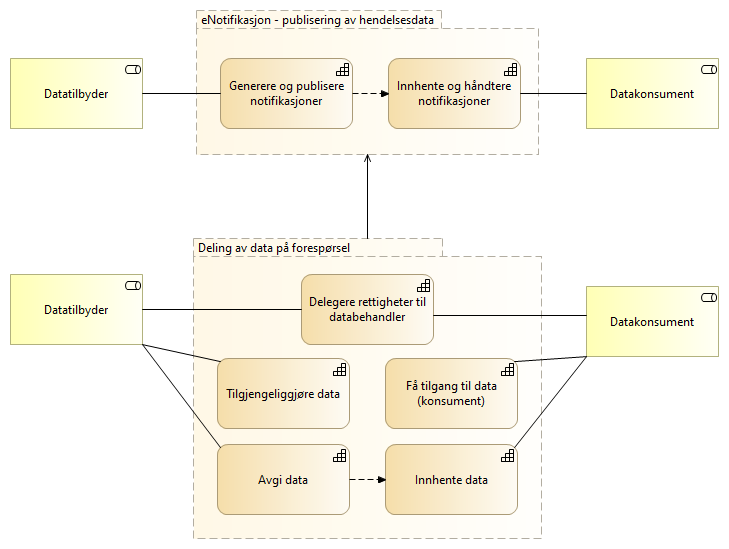 eNotifikasjon - publisering av hendelsesdata
Datatilbyder
Generere og publisere
notifikasjoner
Innhente og håndtere
notifikasjoner
Datakonsument
Deling av data på forespørsel
Datatilbyder
Delegere rettigheter til
databehandler
Datakonsument
Tilgjengeliggjøre data
Få tilgang til data
(konsument)
Avgi data
Innhente data